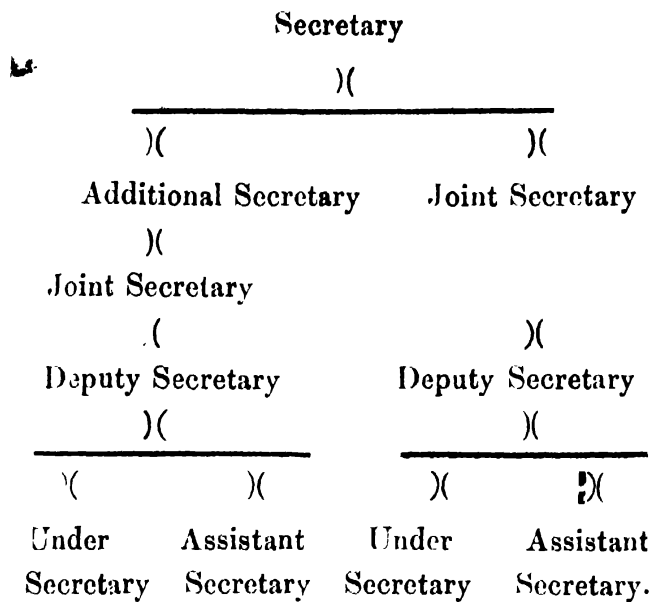 Secretary
)(
)( )(
Additional Secretary Joint Secretary
)(
Joint Secretary
( )(
Deputy Secretary Deputy Secretary
)( )(
)( )( )( )(
Under Assistant Under Assistant
Secretary Secretary Secretary Secretary.